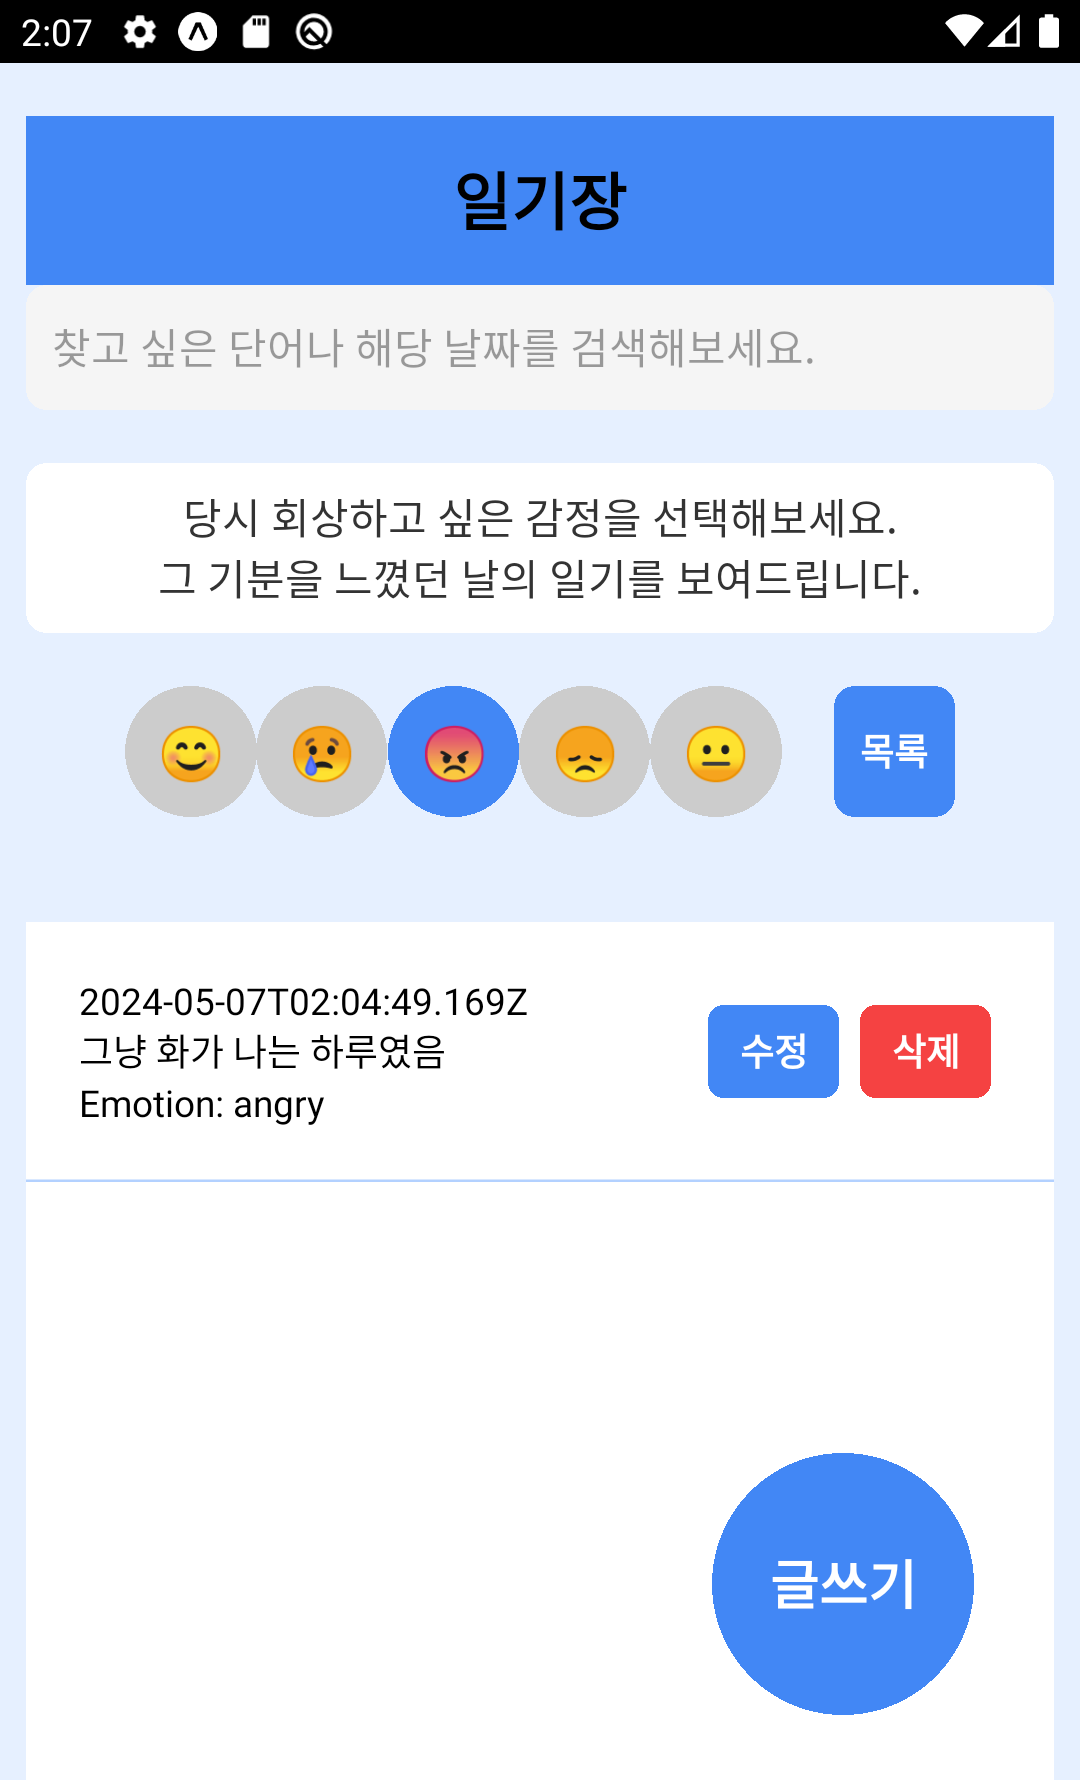 2:07
일기장
찾고 싶은 단어나 해당 날짜를 검색해보세요.
당시 회상하고 싶은 감정을 선택해보세요.
그 기분을 느꼈던 날의 일기를 보여드립니다.
목록
2024-05-07T02:04:49.169Z
그냥 화가 나는 하루였음
Emotion: angry
수정
삭제
글쓰기